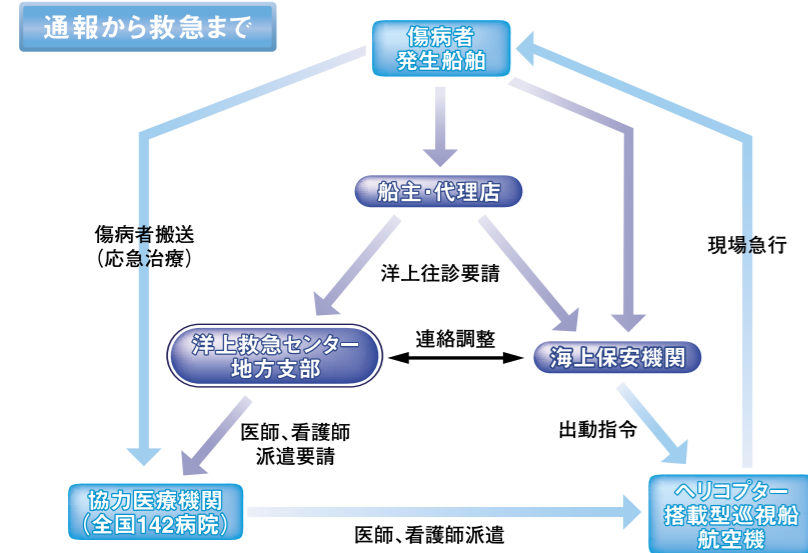 通報から救急まで
傷病者
発生船舶
船主・代理店
傷病者搬送
（応急治療）
現場急行
洋上往診要請
洋上救急センター
地方支部
連絡調整
海上保安機関
医師、看護師
派遣要請
出動指令
協力医療機関
（全国142病院）
医師、看護師派遣
ヘリコプター
搭載型巡視船
航空機